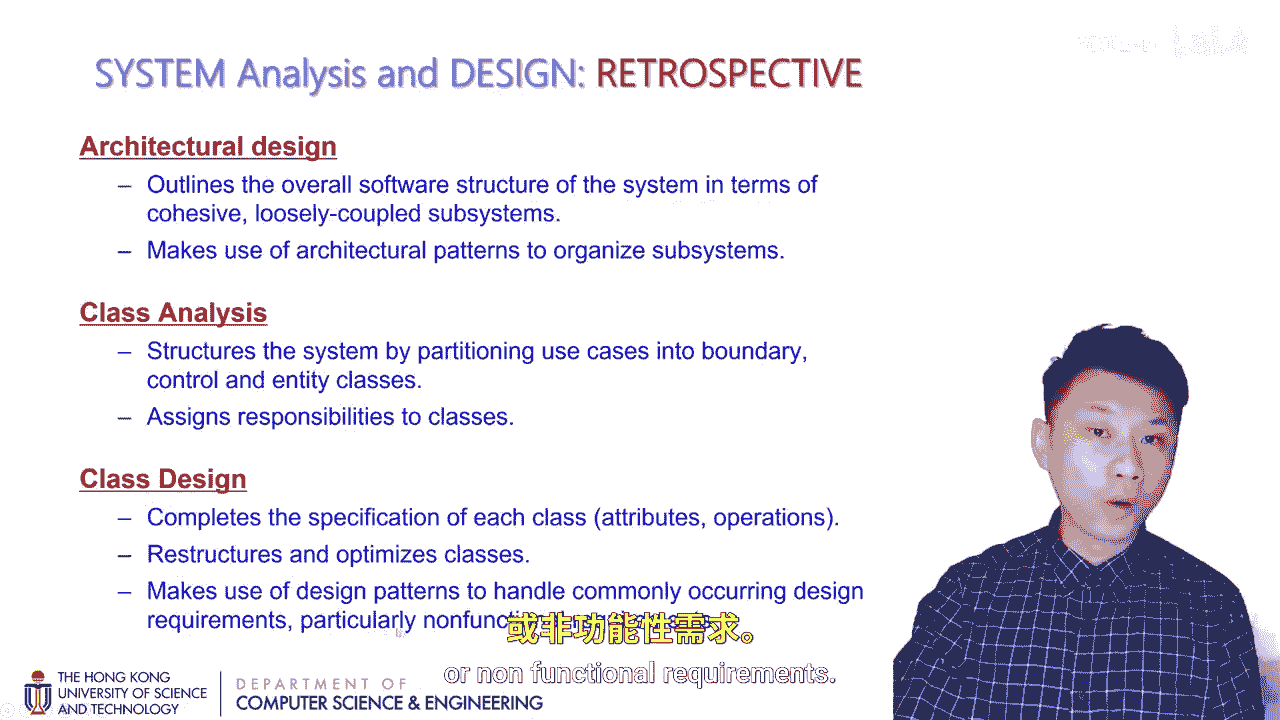 SYSTEM Analysis and DESIGN: RETROSPECTIVE
Architectural design
– Outlines the overall software structure of the system in terms of
cohesive, loosely-coupled subsystems.
– Makes use of architectural patterns to organize subsystems.
Class Analysis
– Structures the system by partitioning use cases into boundary,
control and entity classes.
– Assigns responsibilities to classes.
Class Design
– Completes the specification of each class (attributes, operations).
– Restructures and optimizes classes.
– Makes use of design patterns to handle commonly occurring design
requirements, particularly
或非功能性需求。
or non functional requirements.
THE HONG KONG
UNIVERSITY OF SCIENCE
AND TECHNOLOGY
DEPARTMENT OF
COMPUTER SCIENCE & ENGINEERING